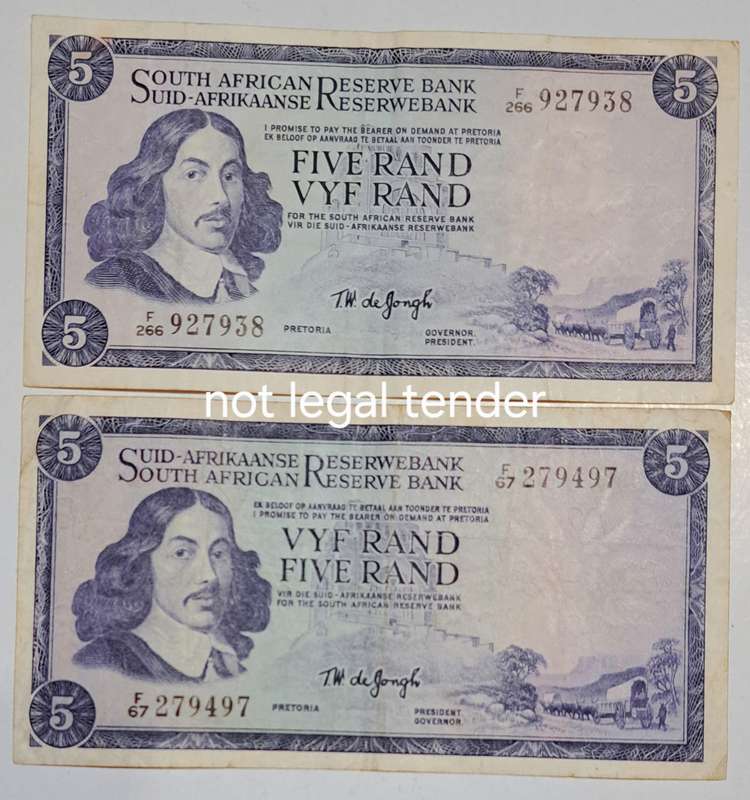 5
5
SOUTH AFRICAN RESERVE BANK
SUID-AFRIKAANSE RESERWEBANK
F
266 927938
I PROMISE TO PAY THE BEARER ON DEMAND AT PRETORIA
EK BELOOF OP AANVRAAG TE BETAAL AAN TOONDER TE PRETORIA
FIVE RAND
VYF RAND
FOR THE SOUTH AFRICAN RESERVE BANK
VIR DIE SUID-AFRIKAANSE RESERWEBANK
T.W. de Jongh
5
F
266 927938
PRETORIA
GOVERNOR.
PRESIDENT.
not legal tender
5
5
SUID-AFRIKAANSE RESERWEBANK
SOUTH AFRICAN RESERVE BANK
F
67 279497
EK BELOOF OP AANVRAAG TE BETAAL AAN TOONDER TE PRETORIA
I PROMISE TO PAY THE BEARER ON DEMAND AT PRETORIA
VYF RAND
FIVE RAND
VIR DIE SUID-AFRIKAANSE RESERWEBANK
FOR THE SOUTH AFRICAN RESERVE BANK
T.W. de Jongh
5
F
67 279497
PRETORIA
PRESIDENT.
GOVERNOR.